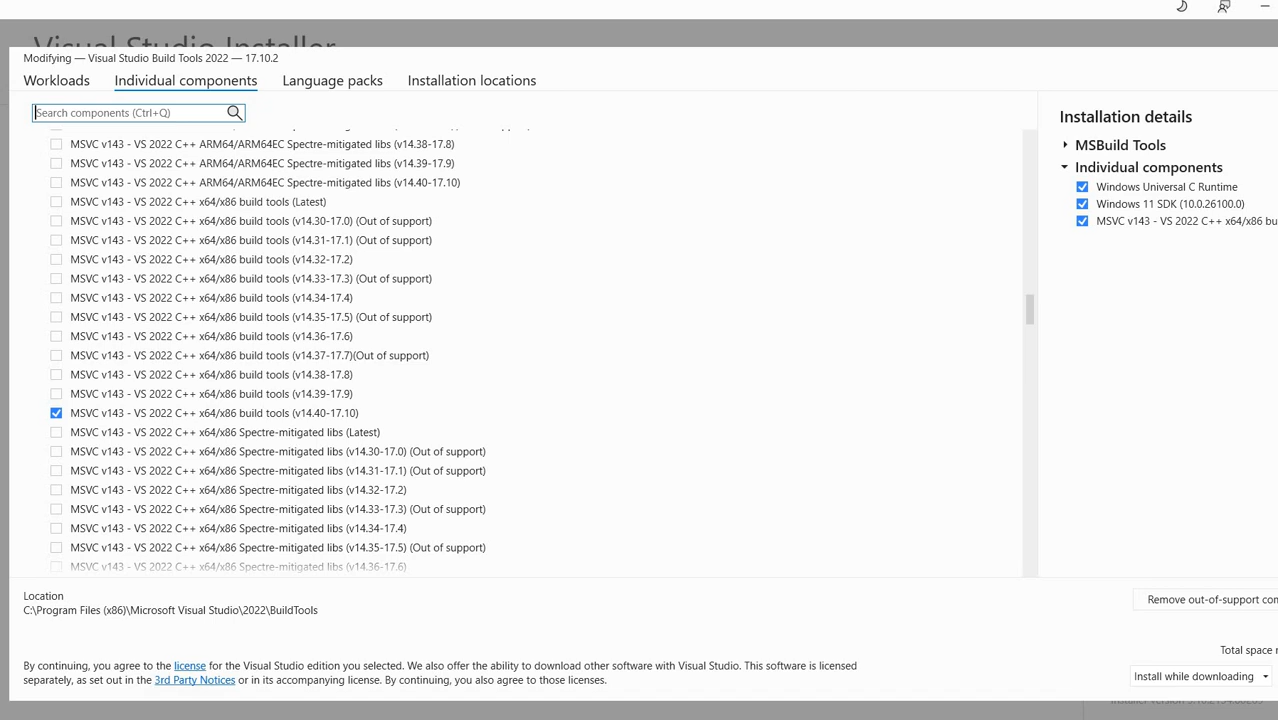 Visual Studio Installer
Modifying — Visual Studio Build Tools 2022 — 17.10.2
Workloads Individual components Language packs Installation locations
Search components (Ctrl+Q)
MSVC v143 - VS 2022 C++ ARM64/ARM64EC Spectre-mitigated libs (v14.38-17.8)
MSVC v143 - VS 2022 C++ ARM64/ARM64EC Spectre-mitigated libs (v14.39-17.9)
MSVC v143 - VS 2022 C++ ARM64/ARM64EC Spectre-mitigated libs (v14.40-17.10)
MSVC v143 - VS 2022 C++ x64/x86 build tools (Latest)
MSVC v143 - VS 2022 C++ x64/x86 build tools (v14.30-17.0) (Out of support)
MSVC v143 - VS 2022 C++ x64/x86 build tools (v14.31-17.1) (Out of support)
MSVC v143 - VS 2022 C++ x64/x86 build tools (v14.32-17.2)
MSVC v143 - VS 2022 C++ x64/x86 build tools (v14.33-17.3) (Out of support)
MSVC v143 - VS 2022 C++ x64/x86 build tools (v14.34-17.4)
MSVC v143 - VS 2022 C++ x64/x86 build tools (v14.35-17.5) (Out of support)
MSVC v143 - VS 2022 C++ x64/x86 build tools (v14.36-17.6)
MSVC v143 - VS 2022 C++ x64/x86 build tools (v14.37-17.7)(Out of support)
MSVC v143 - VS 2022 C++ x64/x86 build tools (v14.38-17.8)
MSVC v143 - VS 2022 C++ x64/x86 build tools (v14.39-17.9)
MSVC v143 - VS 2022 C++ x64/x86 build tools (v14.40-17.10)
MSVC v143 - VS 2022 C++ x64/x86 Spectre-mitigated libs (Latest)
MSVC v143 - VS 2022 C++ x64/x86 Spectre-mitigated libs (v14.30-17.0) (Out of support)
MSVC v143 - VS 2022 C++ x64/x86 Spectre-mitigated libs (v14.31-17.1) (Out of support)
MSVC v143 - VS 2022 C++ x64/x86 Spectre-mitigated libs (v14.32-17.2)
MSVC v143 - VS 2022 C++ x64/x86 Spectre-mitigated libs (v14.33-17.3) (Out of support)
MSVC v143 - VS 2022 C++ x64/x86 Spectre-mitigated libs (v14.34-17.4)
MSVC v143 - VS 2022 C++ x64/x86 Spectre-mitigated libs (v14.35-17.5) (Out of support)
MSVC v143 - VS 2022 C++ x64/x86 Spectre-mitigated libs (v14.36-17.6)
Installation details
MSBuild Tools
Individual components
Windows Universal C Runtime
Windows 11 SDK (10.0.26100.0)
MSVC v143 - VS 2022 C++ x64/x86 bu
Location
C:\Program Files (x86)\Microsoft Visual Studio\2022\BuildTools
Remove out-of-support com
Total space
By continuing, you agree to the license for the Visual Studio edition you selected. We also offer the ability to download other software with Visual Studio. This software is licensed
separately, as set out in the 3rd Party Notices or in its accompanying license. By continuing, you also agree to those licenses.
Install while downloading